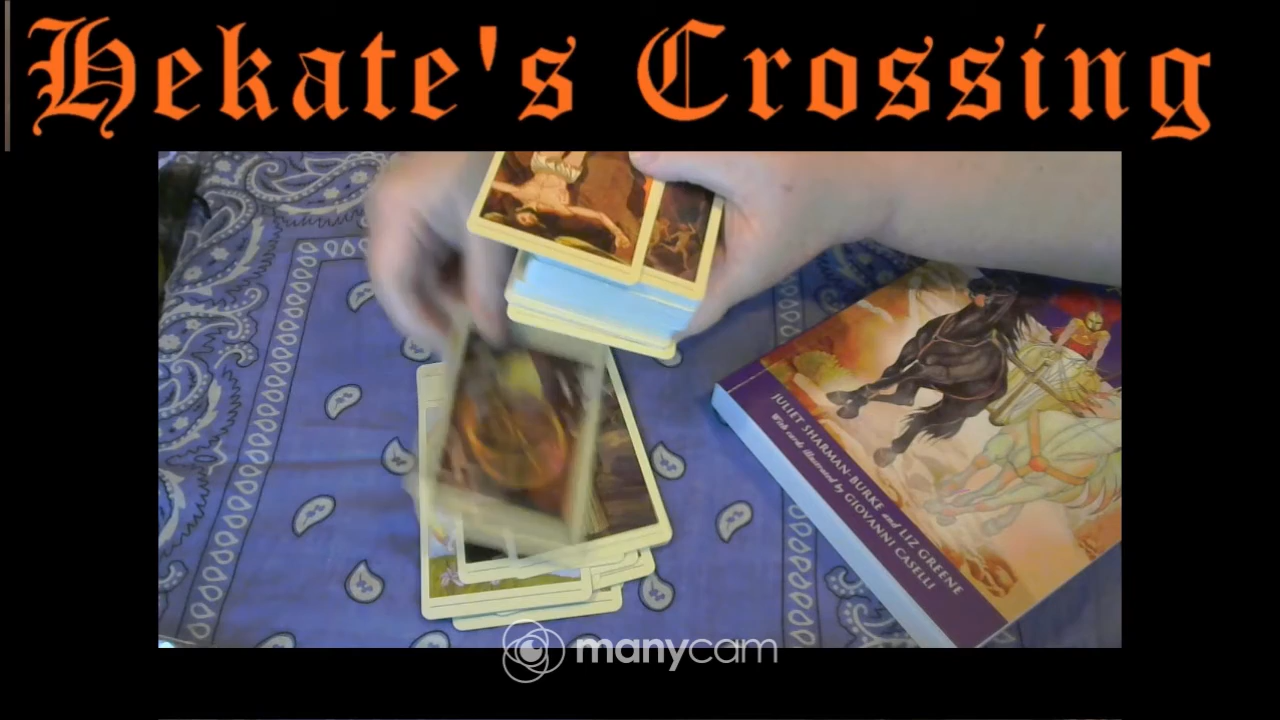 Hekate's Crossing
JULIET SHARMAN-BURKE and LIZ GREENE
With cards illustrated by GIOVANNI CASELLI
manycam